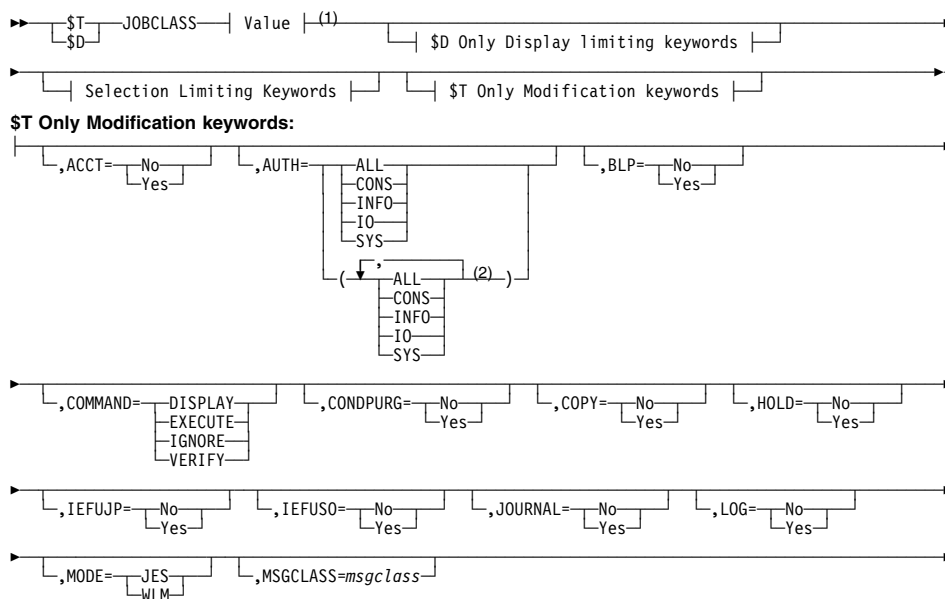 $T JOBCLASS Value (1)
$D $D Only Display limiting keywords
Selection Limiting Keywords $T Only Modification keywords
$T Only Modification keywords:
,ACCT= No ,AUTH= ALL ,BLP= No
Yes CONS Yes
INFO
IO
SYS
,
( ALL (2) )
CONS
INFO
IO
SYS
,COMMAND= DISPLAY ,CONDPURG= No ,COPY= No ,HOLD= No
EXECUTE Yes Yes Yes
IGNORE
VERIFY
,IEFUJP= No ,IEFUSO= No ,JOURNAL= No ,LOG= No
Yes Yes Yes Yes
,MODE= JES ,MSGCLASS=msgclass
WLM